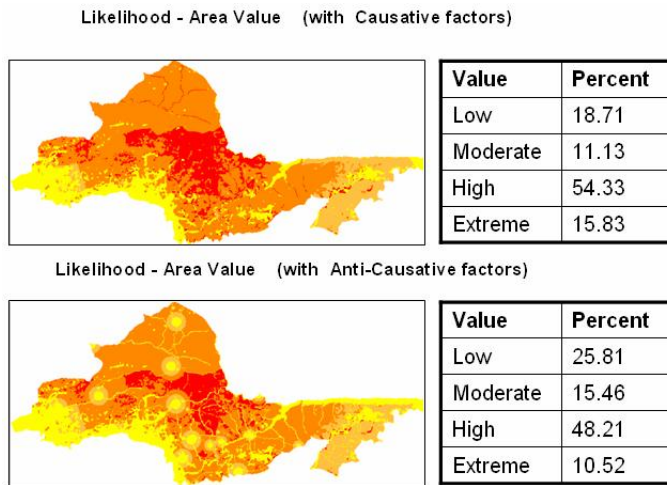 Likelihood - Area Value (with Causative factors)
Value Percent
Low 18.71
Moderate 11.13
High 54.33
Extreme 15.83
Likelihood - Area Value (with Anti-Causative factors)
Value Percent
Low 25.81
Moderate 15.46
High 48.21
Extreme 10.52